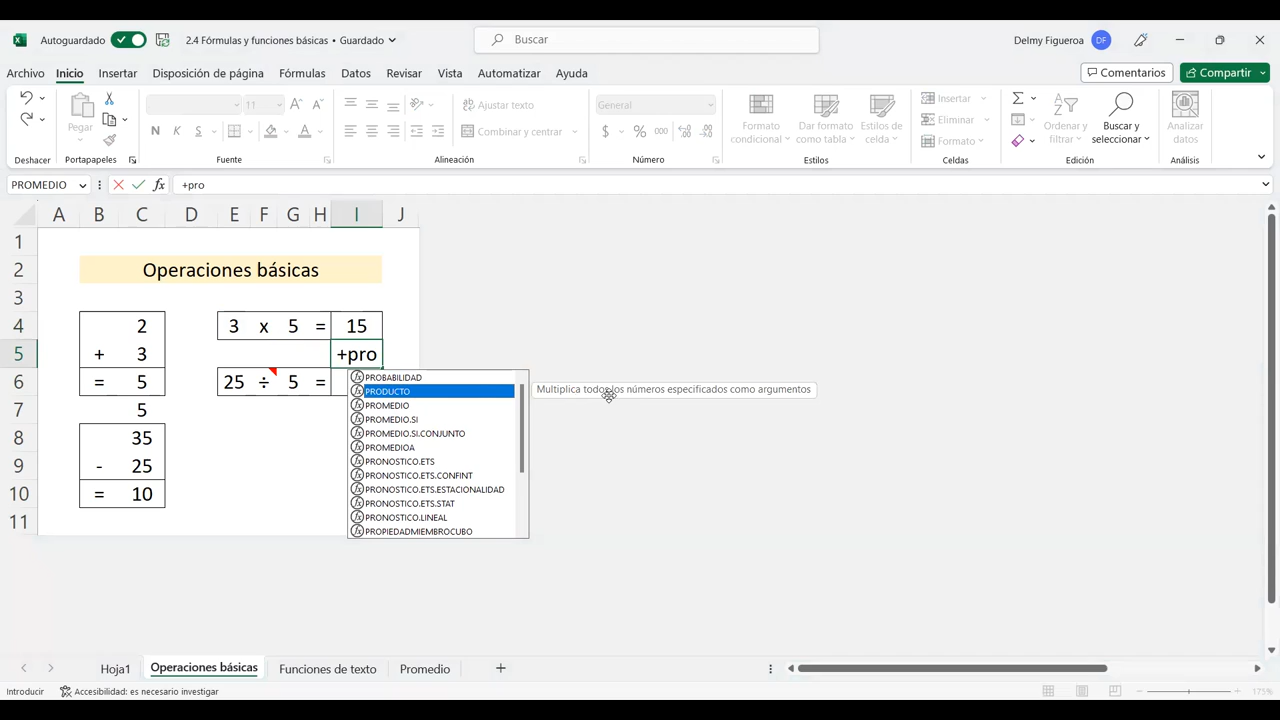 Autoguardado 2.4 Fórmulas y funciones básicas • Guardado Buscar Delmy Figueroa DF
Archivo Inicio Insertar Disposición de página Fórmulas Datos Revisar Vista Automatizar Ayuda Comentarios Compartir
Pegar
11
Ajustar texto
Combinar y centrar
General
$ % 000
Formato condicional
Dar formato como tabla
Estilos de celda
Insertar
Eliminar
Formato
Ordenar y filtrar
Buscar y seleccionar
Analizar datos
N K S
Deshacer Portapapeles Fuente Alineación Número Estilos Celdas Edición Análisis
PROMEDIO fx +pro
A B C D E F G H I J
1
2 Operaciones básicas
3
4 2 3 x 5 = 15
5 + 3 +pro
6 = 5 25 ÷ 5 =
7 5
8 35
9 - 25
10 = 10
11
PROBABILIDAD
PRODUCTO Multiplica todos los números especificados como argumentos
PROMEDIO
PROMEDIO.SI
PROMEDIO.SI.CONJUNTO
PROMEDIOA
PRONOSTICO.ETS
PRONOSTICO.ETS.CONFINT
PRONOSTICO.ETS.ESTACIONALIDAD
PRONOSTICO.ETS.STAT
PRONOSTICO.LINEAL
PROPIEDADMIEMBROCUBO
Hoja1 Operaciones básicas Funciones de texto Promedio +
Introducir Accesibilidad: es necesario investigar 175%